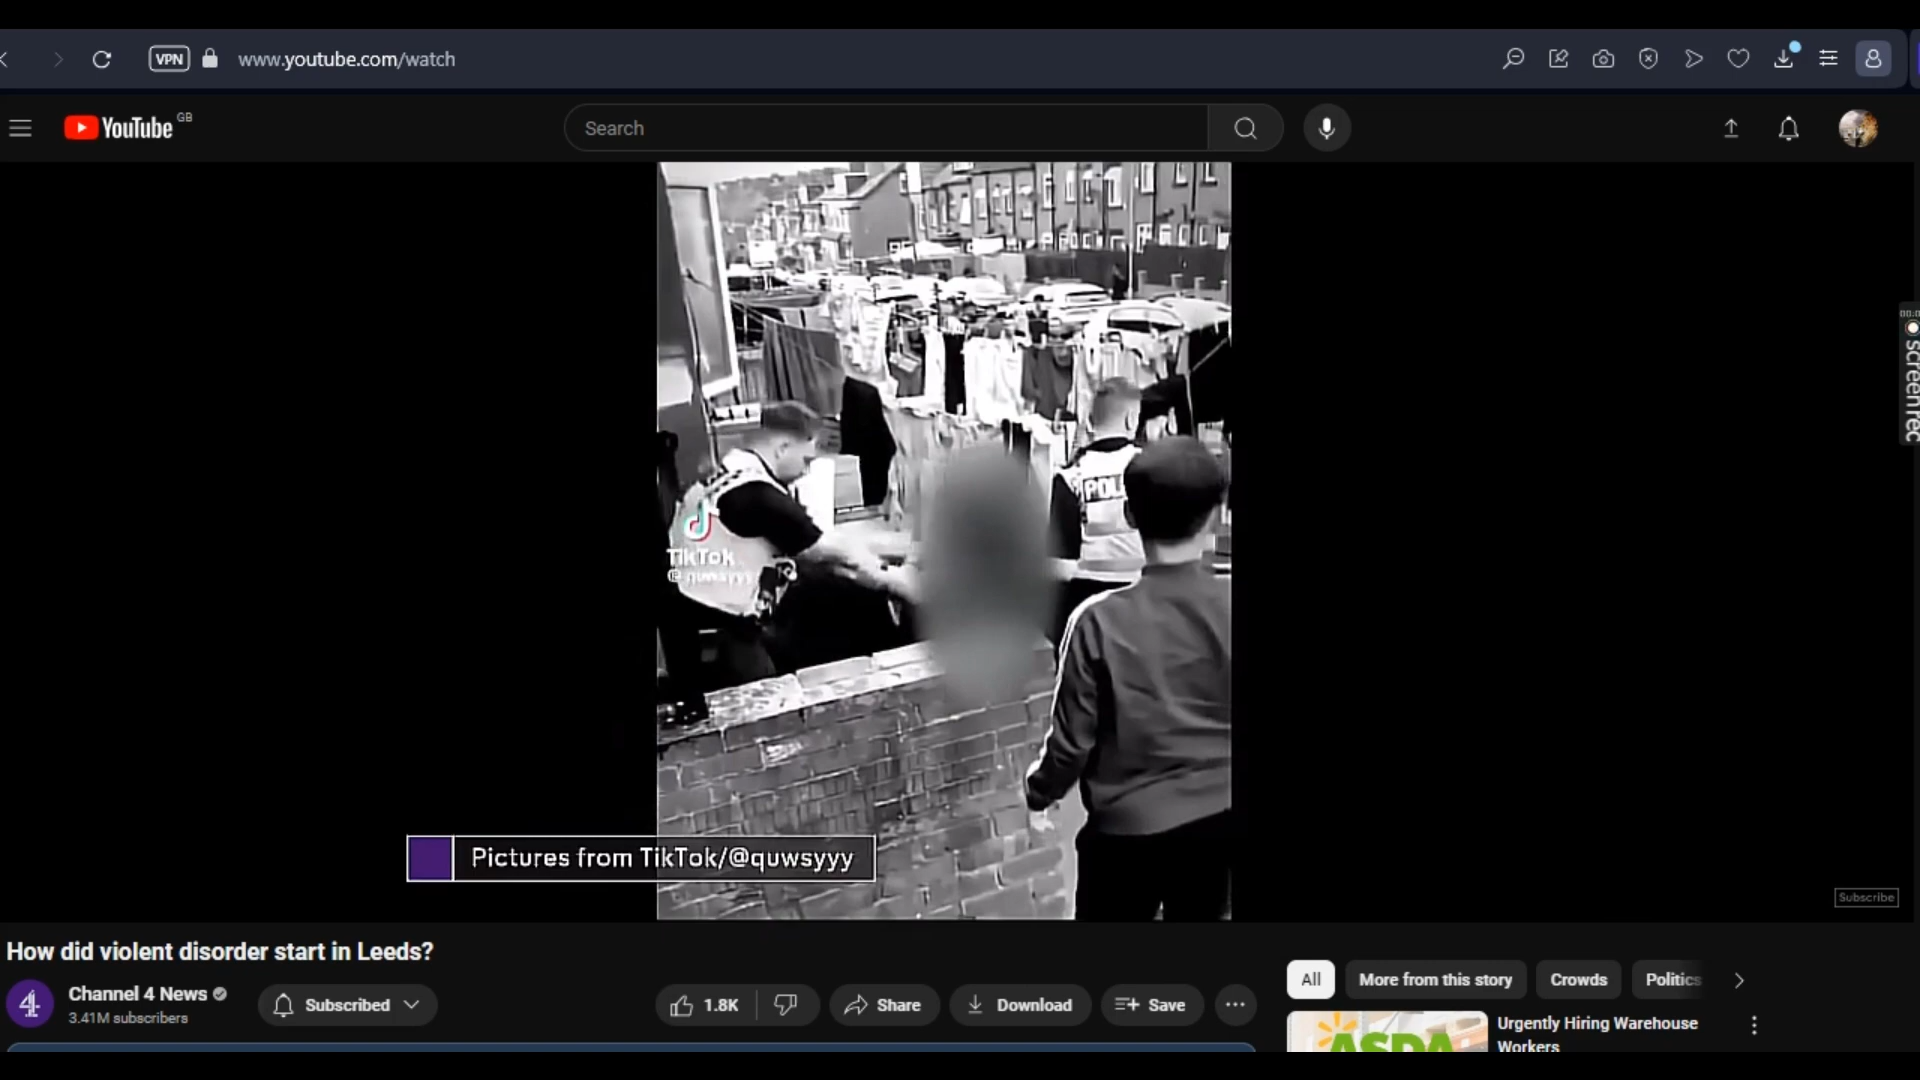 VPN
www.youtube.com/watch
YouTube GB
Search
POL
TikTok
Pictures from TikTok/@quwsyyy
Subscribe
screenrec
How did violent disorder start in Leeds?
Channel 4 News
3.41M subscribers
Subscribed
1.8K
Share
Download
Save
All
More from this story
Crowds
Politics
Urgently Hiring Warehouse
Workers
ASDA